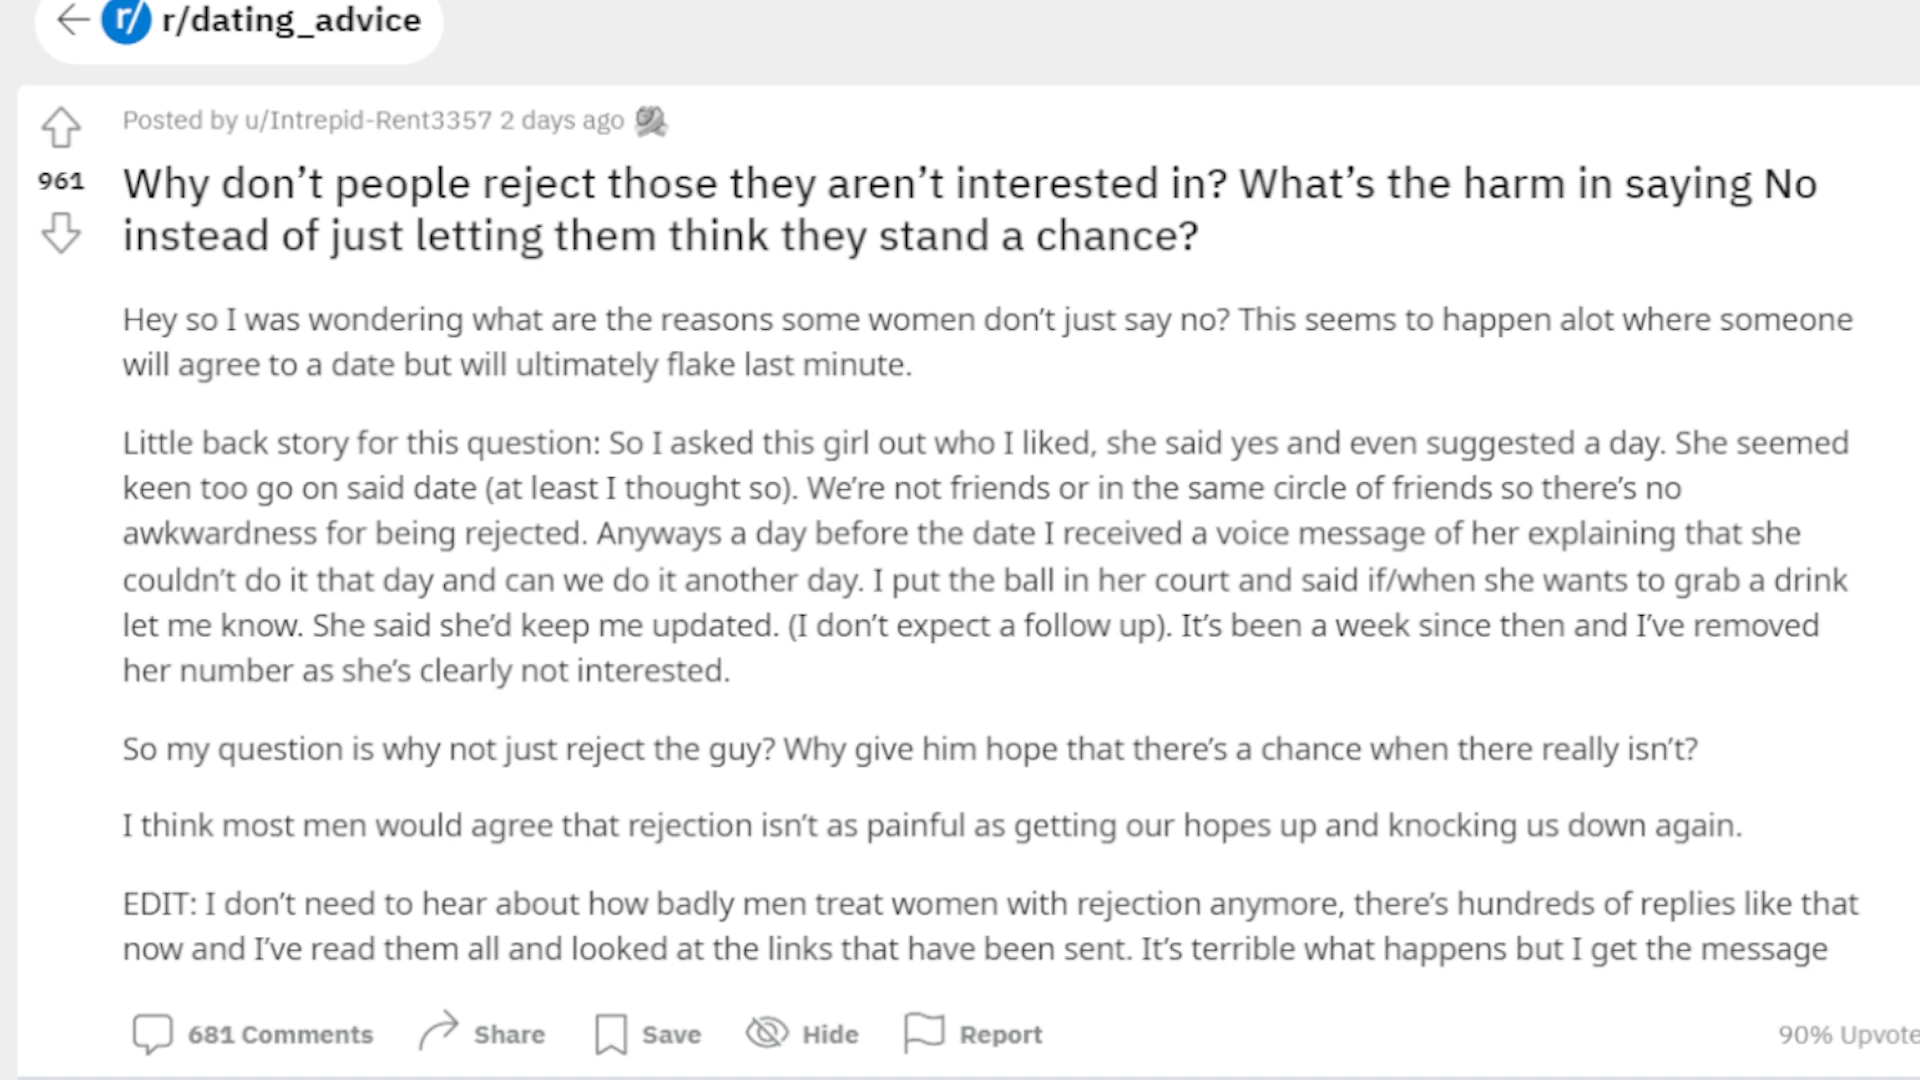 r/ r/dating_advice
Posted by u/Intrepid-Rent3357 2 days ago
961
Why don’t people reject those they aren’t interested in? What’s the harm in saying No
instead of just letting them think they stand a chance?
Hey so I was wondering what are the reasons some women don’t just say no? This seems to happen alot where someone
will agree to a date but will ultimately flake last minute.
Little back story for this question: So I asked this girl out who I liked, she said yes and even suggested a day. She seemed
keen too go on said date (at least I thought so). We’re not friends or in the same circle of friends so there’s no
awkwardness for being rejected. Anyways a day before the date I received a voice message of her explaining that she
couldn’t do it that day and can we do it another day. I put the ball in her court and said if/when she wants to grab a drink
let me know. She said she’d keep me updated. (I don’t expect a follow up). It’s been a week since then and I’ve removed
her number as she’s clearly not interested.
So my question is why not just reject the guy? Why give him hope that there’s a chance when there really isn’t?
I think most men would agree that rejection isn’t as painful as getting our hopes up and knocking us down again.
EDIT: I don’t need to hear about how badly men treat women with rejection anymore, there’s hundreds of replies like that
now and I’ve read them all and looked at the links that have been sent. It’s terrible what happens but I get the message
681 Comments Share Save Hide Report 90% Upvote